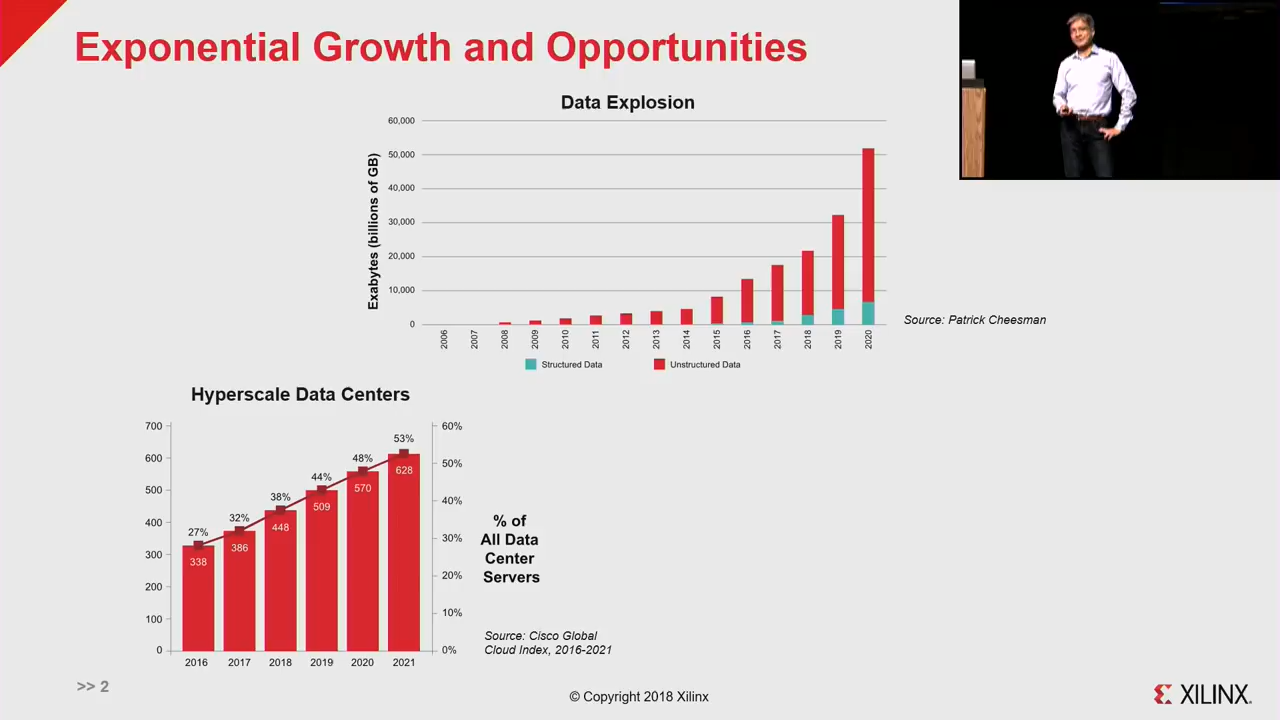 Exponential Growth and Opportunities
Data Explosion
Exabytes (billions of GB)
60,000
50,000
40,000
30,000
20,000
10,000
0
2006 2007 2008 2009 2010 2011 2012 2013 2014 2015 2016 2017 2018 2019 2020
Structured Data Unstructured Data
Source: Patrick Cheesman
Hyperscale Data Centers
700
600
500
400
300
200
100
0
27% 32% 38% 44% 48% 53%
338 386 448 509 570 628
60%
50%
40%
30%
20%
10%
0%
2016 2017 2018 2019 2020 2021
% of
All Data
Center
Servers
Source: Cisco Global
Cloud Index, 2016-2021
>> 2
© Copyright 2018 Xilinx
XILINX.